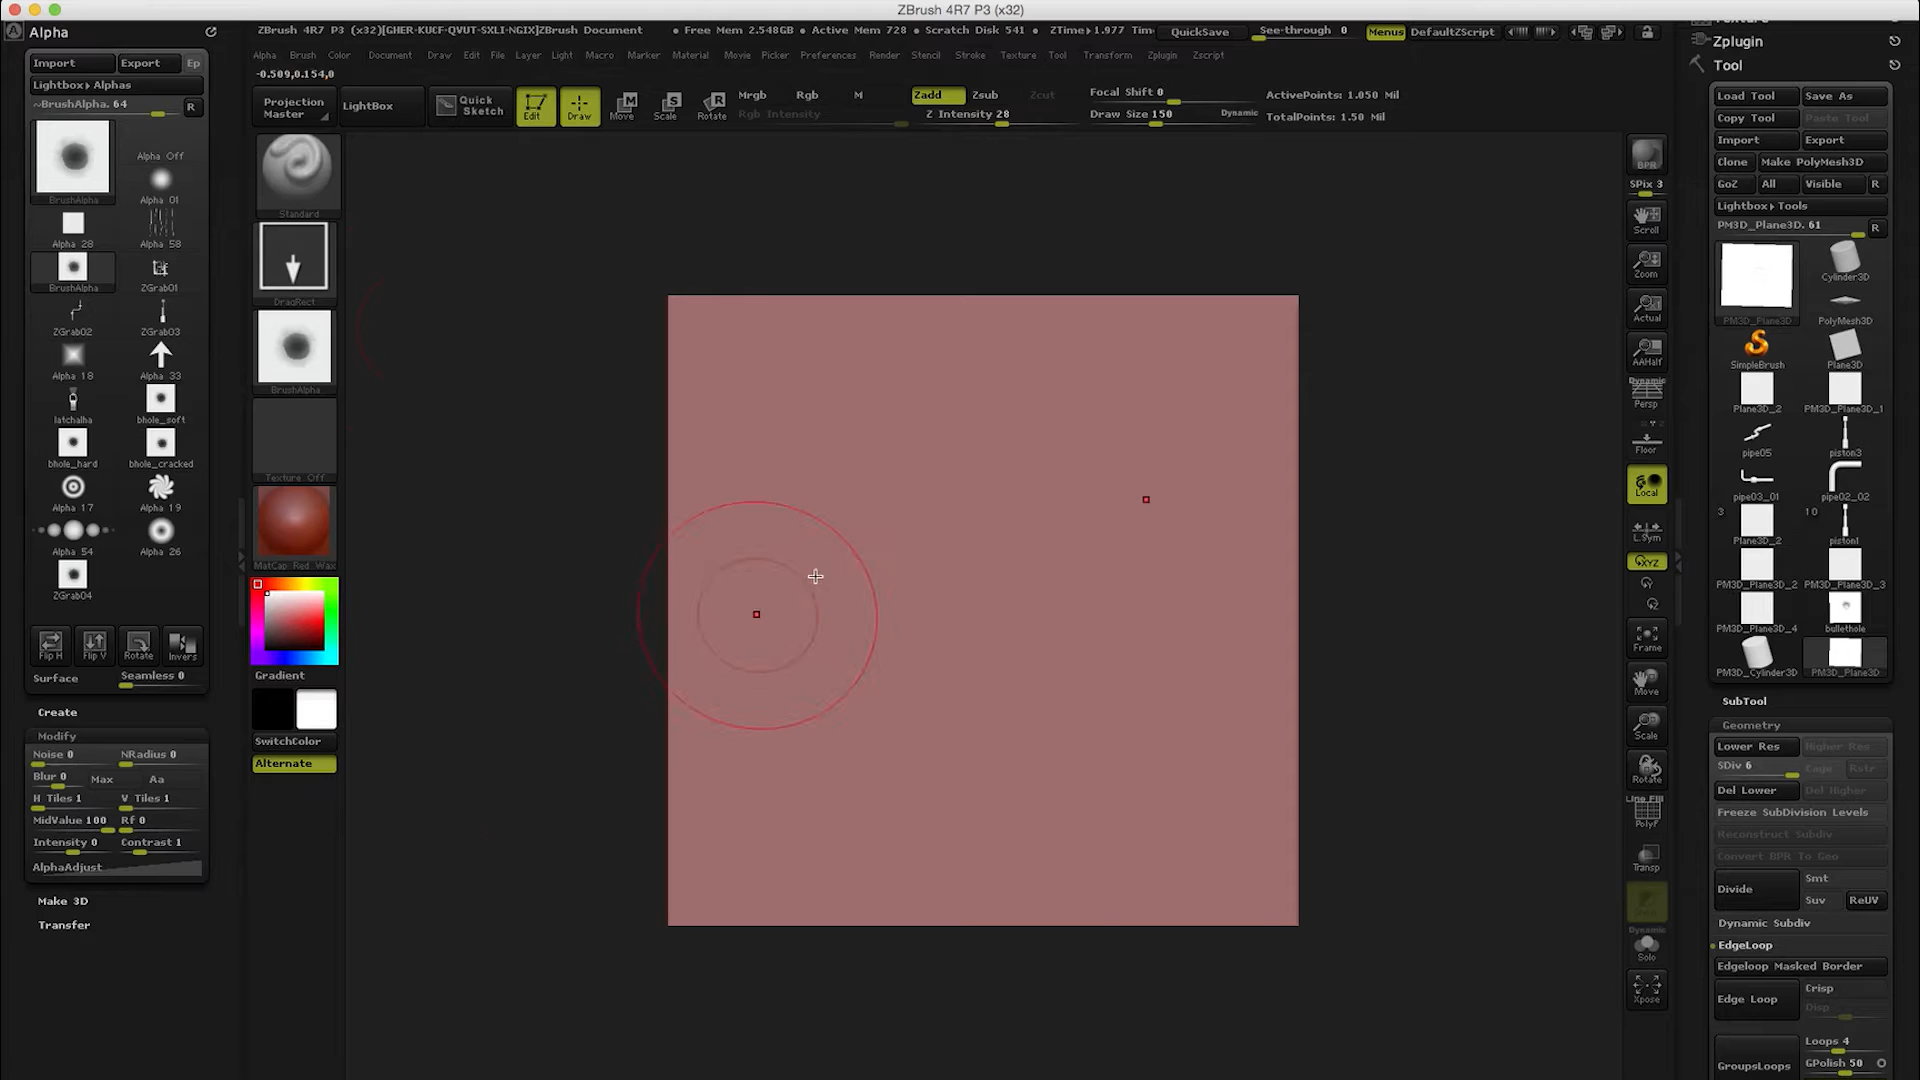 ZBrush 4R7 P3 (x32)
Alpha
Import Export Ep
Lightbox▸Alphas
~BrushAlpha. 64 R
BrushAlpha
Alpha Off
Alpha 01
Alpha 28 Alpha 58
BrushAlpha ZGrab01
ZGrab02 ZGrab03
Alpha 18 Alpha 33
latchalha bhole_soft
bhole_hard bhole_cracked
Alpha 17 Alpha 19
Alpha 54 Alpha 26
ZGrab04
Flip H Flip V Rotate Invers
Surface Seamless 0
Create
Modify
Noise 0 NRadius 0
Blur 0 Max Aa
H Tiles 1 V Tiles 1
MidValue 100 Rf 0
Intensity 0 Contrast 1
AlphaAdjust
Make 3D
Transfer
ZBrush 4R7 P3 (x32)[GHER-KUCF-QVUT-SXLI-NGIX]ZBrush Document • Free Mem 2.548GB • Active Mem 728 • Scratch Disk 541 • ZTime▸1.977 Tim QuickSave See-through 0 Menus DefaultZScript
Alpha Brush Color Document Draw Edit File Layer Light Macro Marker Material Movie Picker Preferences Render Stencil Stroke Texture Tool Transform Zplugin Zscript
-0.509,0.154,0
Projection Master
LightBox
Quick Sketch
Edit Draw Move Scale Rotate
Mrgb Rgb M
Rgb Intensity
Zadd Zsub Zcut
Z Intensity 28
Focal Shift 0
Draw Size 150 Dynamic
ActivePoints: 1.050 Mil
TotalPoints: 1.50 Mil
Standard
DragRect
BrushAlpha
Texture Off
MatCap Red Wax
Gradient
SwitchColor
Alternate
BPR
SPix 3
Scroll
Zoom
Actual
AAHalf
Dynamic
Persp
Floor
Local
L.Sym
XYZ
Frame
Move
Scale
Rotate
Line Fill
PolyF
Transp
Dynamic
Solo
Xpose
Texture
Zplugin
Tool
Load Tool Save As
Copy Tool Paste Tool
Import Export
Clone Make PolyMesh3D
GoZ All Visible R
Lightbox▸Tools
PM3D_Plane3D. 61 R
PM3D_Plane3D
Cylinder3D
PolyMesh3D
SimpleBrush Plane3D
Plane3D_2 PM3D_Plane3D_1
pipe05 piston3
pipe03_01 pipe02_02
3 10
Plane3D_2 piston1
PM3D_Plane3D_2 PM3D_Plane3D_3
PM3D_Plane3D_4 bullethole
PM3D_Cylinder3D PM3D_Plane3D
SubTool
Geometry
Lower Res Higher Res
SDiv 6 Cage Rstr
Del Lower Del Higher
Freeze SubDivision Levels
Reconstruct Subdiv
Convert BPR To Geo
Divide
Smt
Suv ReUV
Dynamic Subdiv
EdgeLoop
Edgeloop Masked Border
Edge Loop
Crisp
Disp
GroupsLoops
Loops 4
GPolish 50